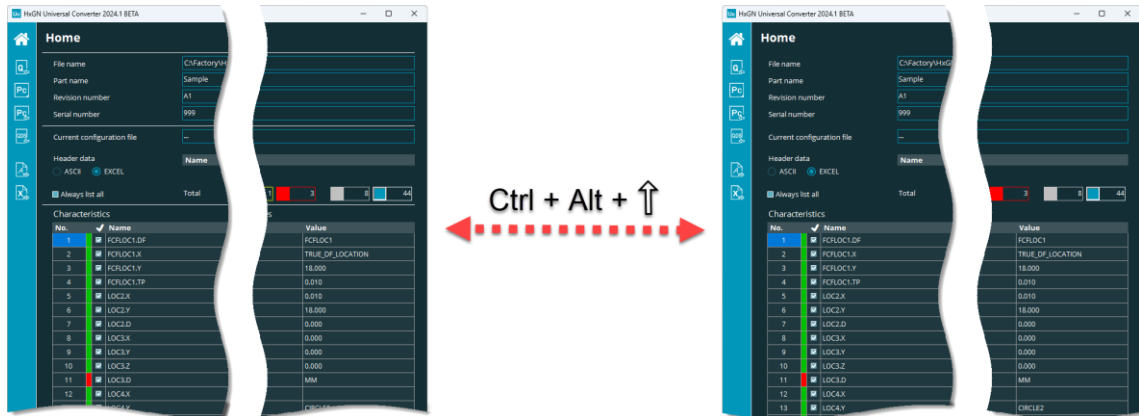 HxGN Universal Converter 2024.1 BETA
Home
File name C:\Factory\H
Part name Sample
Revision number A1
Serial number 999
Current configuration file --
Header data Name
ASCII EXCEL
Always list all Total 1 3 8 44
Characteristics
No. Name Value
1 FCFLOC1.DF FCFLOC1
2 FCFLOC1.X TRUE_DF_LOCATION
3 FCFLOC1.Y 18.000
4 FCFLOC1.TP 0.010
5 LOC2.X 0.010
6 LOC2.Y 18.000
7 LOC2.D 0.000
8 LOC3.X 0.000
9 LOC3.Y 0.000
10 LOC3.Z 0.000
11 LOC3.D MM
12 LOC4.X
CIRCLE2
Ctrl + Alt + ⇧
HxGN Universal Converter 2024.1 BETA
Home
File name C:\Factory\HxG
Part name Sample
Revision number A1
Serial number 999
Current configuration file --
Header data Name
ASCII EXCEL
Always list all Total 3 8 44
Characteristics
No. Name Value
1 FCFLOC1.DF FCFLOC1
2 FCFLOC1.X TRUE_DF_LOCATION
3 FCFLOC1.Y 18.000
4 FCFLOC1.TP 0.010
5 LOC2.X 0.010
6 LOC2.Y 18.000
7 LOC2.D 0.000
8 LOC3.X 0.000
9 LOC3.Y 0.000
10 LOC3.Z 0.000
11 LOC3.D MM
12 LOC4.X
13 LOC4.Y CIRCLE2